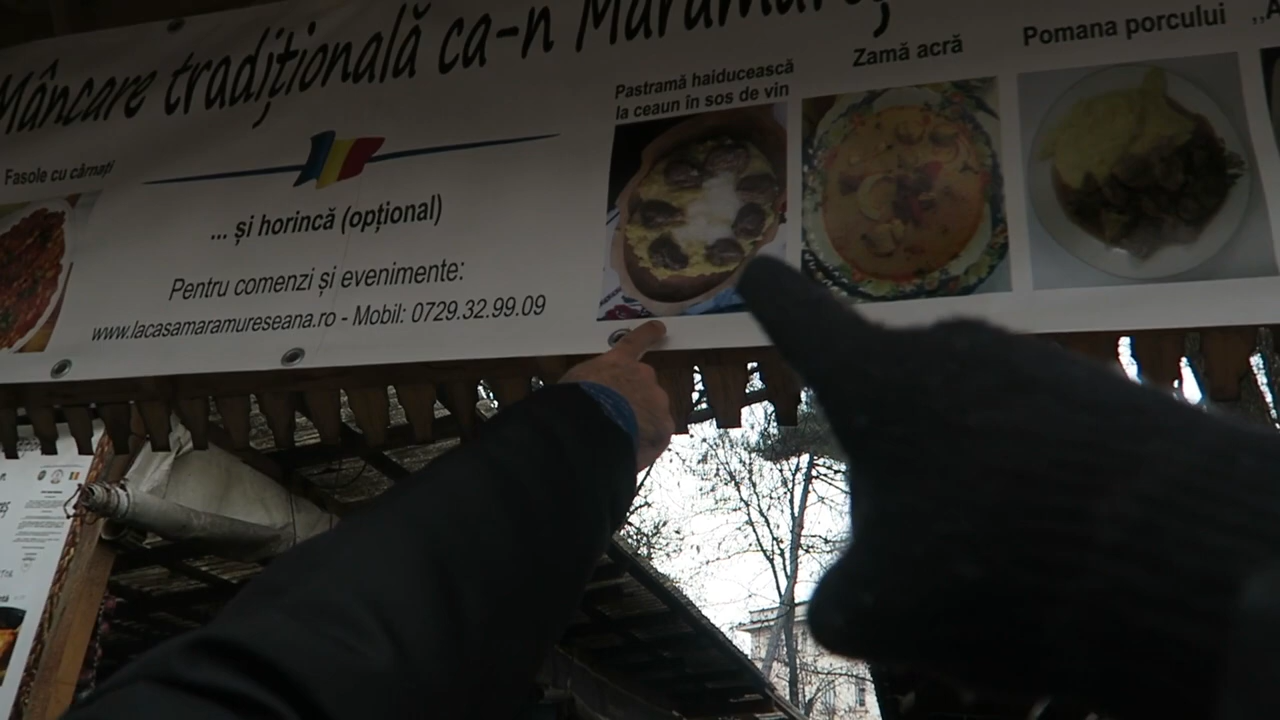 Mâncare tradițională ca-n Maramureș
Fasole cu cârnați
... și horincă (opțional)
Pentru comenzi și evenimente:
www.lacasamaramureseana.ro - Mobil: 0729.32.99.09
Pastramă haiducească
la ceaun în sos de vin
Zamă acră
Pomana porcului
„A